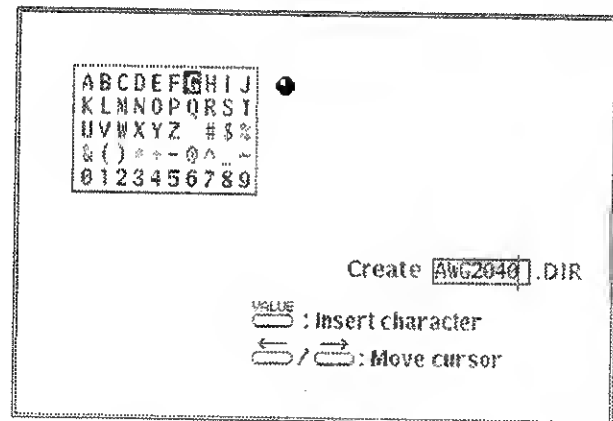 ABCDEFGHIJ
KLMNOPQRST
UVWXYZ #$%
&()*+-@^_~
0123456789
Create AWG2040 .DIR
VALUE : Insert character
← / → : Move cursor